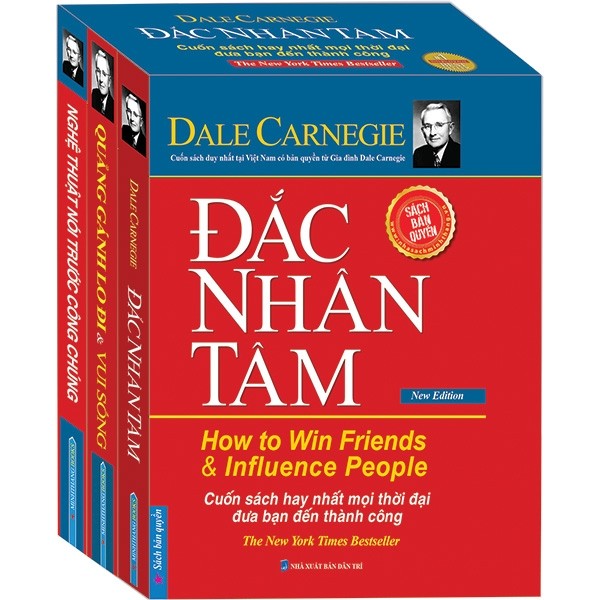 DALE CARNEGIE
ĐẮC NHÂN TÂM
Cuốn sách hay nhất mọi thời đại
đưa bạn đến thành công
The New York Times Bestseller
NGHỆ THUẬT NÓI TRƯỚC CÔNG CHÚNG
QUẲNG GÁNH LO ĐI & VUI SỐNG
DALE CARNEGIE
ĐẮC NHÂN TÂM
DALE CARNEGIE
Cuốn sách duy nhất tại Việt Nam có bản quyền từ Gia đình Dale Carnegie
SÁCH BẢN QUYỀN
ĐẮC
NHÂN
TÂM
New Edition
How to Win Friends
& Influence People
Cuốn sách hay nhất mọi thời đại
đưa bạn đến thành công
The New York Times Bestseller
Sách bản quyền
NHÀ XUẤT BẢN DÂN TRÍ